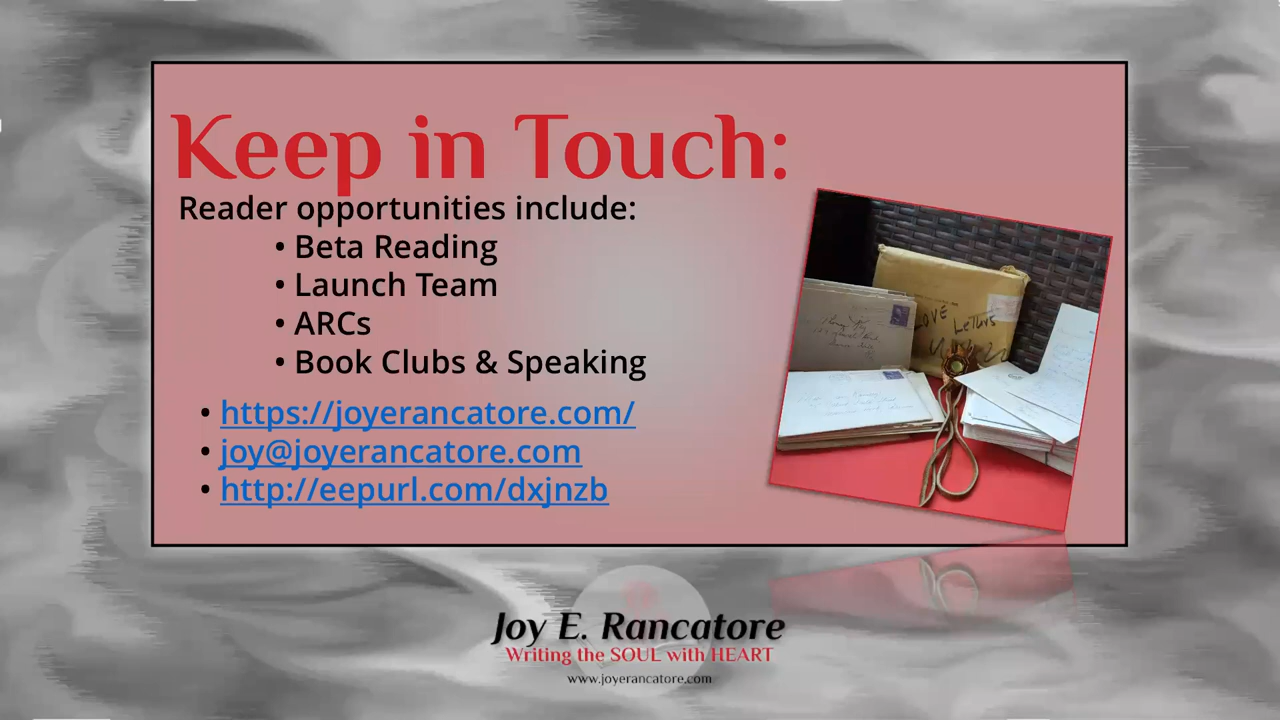 Keep in Touch:
Reader opportunities include:
• Beta Reading
• Launch Team
• ARCs
• Book Clubs & Speaking
• https://joyerancatore.com/
• joy@joyerancatore.com
• http://eepurl.com/dxjnzb
LOVE LeTTers
Joy E. Rancatore
Writing the SOUL with HEART
www.joyerancatore.com